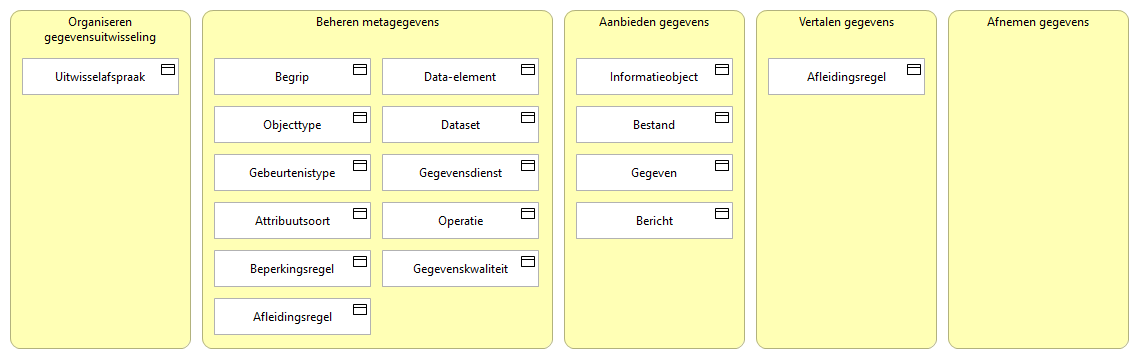 Organiseren
gegevensuitwisseling
Uitwisselafspraak
Beheren metagegevens
Begrip
Data-element
Objecttype
Dataset
Gebeurtenistype
Gegevensdienst
Attribuutsoort
Operatie
Beperkingsregel
Gegevenskwaliteit
Afleidingsregel
Aanbieden gegevens
Informatieobject
Bestand
Gegeven
Bericht
Vertalen gegevens
Afleidingsregel
Afnemen gegevens